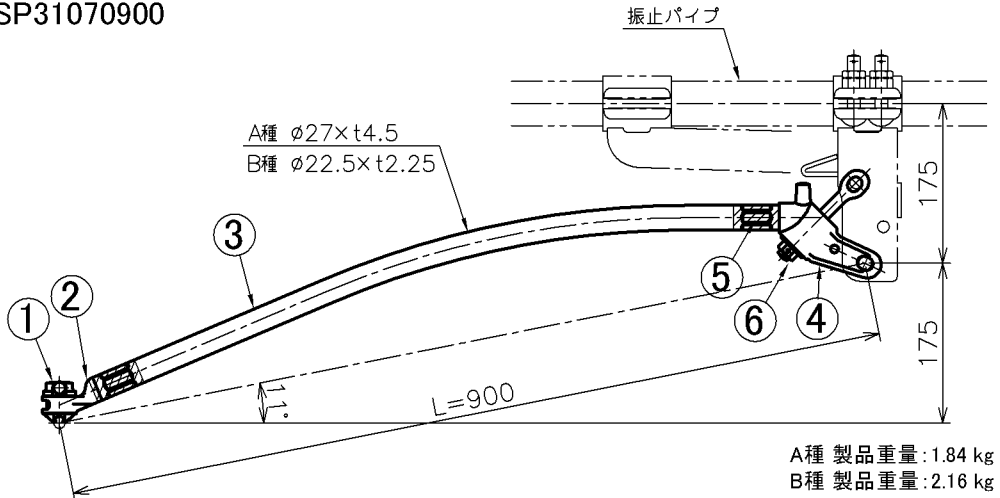 SP31070900
振止パイプ
A種 φ27×t4.5
B種 φ22.5×t2.25
175
175
①
②
③
⑤
⑥
④
11°
L=900
A種 製品重量:1.84 kg
B種 製品重量:2.16 kg